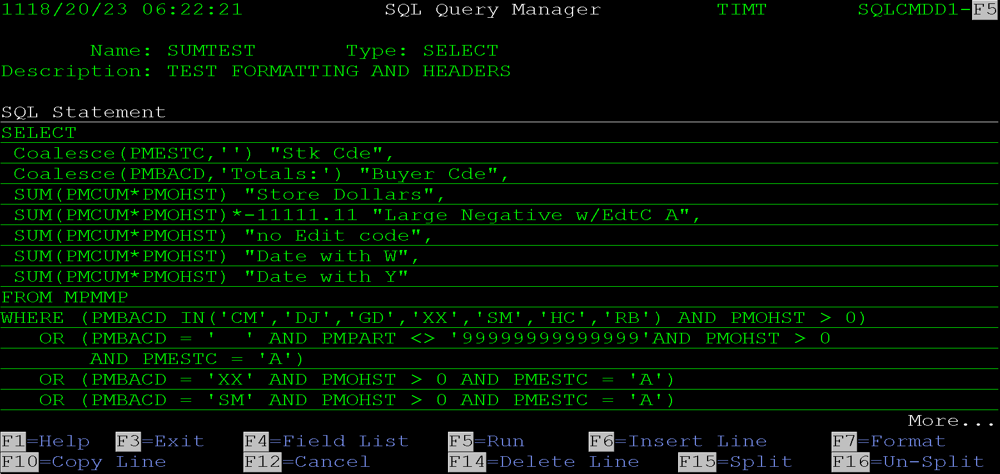 1118/20/23 06:22:21 SQL Query Manager TIMT SQLCMDD1-F5
Name: SUMTEST Type: SELECT
Description: TEST FORMATTING AND HEADERS
SQL Statement
SELECT
Coalesce(PMESTC,'') "Stk Cde",
Coalesce(PMBACD,'Totals:') "Buyer Cde",
SUM(PMCUM*PMOHST) "Store Dollars",
SUM(PMCUM*PMOHST)*-11111.11 "Large Negative w/EdtC A",
SUM(PMCUM*PMOHST) "no Edit code",
SUM(PMCUM*PMOHST) "Date with W",
SUM(PMCUM*PMOHST) "Date with Y"
FROM MPMMP
WHERE (PMBACD IN('CM','DJ','GD','XX','SM','HC','RB') AND PMOHST > 0)
OR (PMBACD = '  ' AND PMPART <> '99999999999999'AND PMOHST > 0
AND PMESTC = 'A')
OR (PMBACD = 'XX' AND PMOHST > 0 AND PMESTC = 'A')
OR (PMBACD = 'SM' AND PMOHST > 0 AND PMESTC = 'A')
More...
F1=Help F3=Exit F4=Field List F5=Run F6=Insert Line F7=Format
F10=Copy Line F12=Cancel F14=Delete Line F15=Split F16=Un-Split